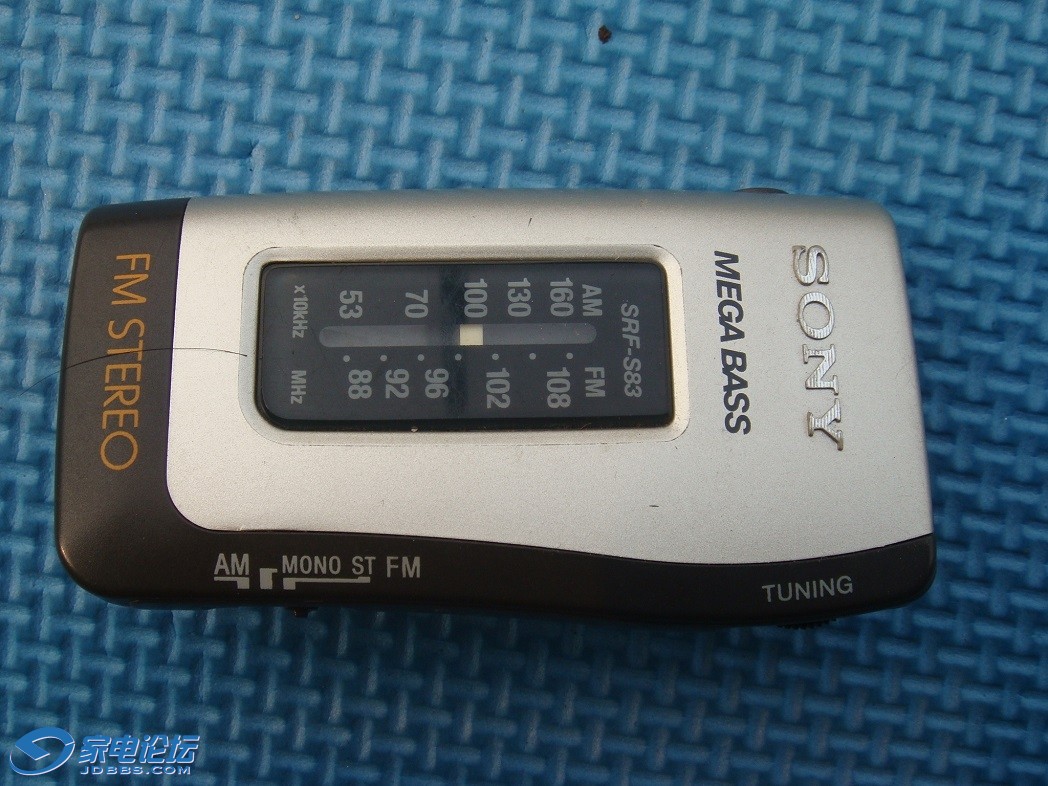 SONY
MEGA BASS
SRF-S83
AM FM
160 108
130
100 102
96
70 92
53 88
x10kHz MHz
FM STEREO
AM MONO ST FM
TUNING
家电论坛
JDBBS.COM